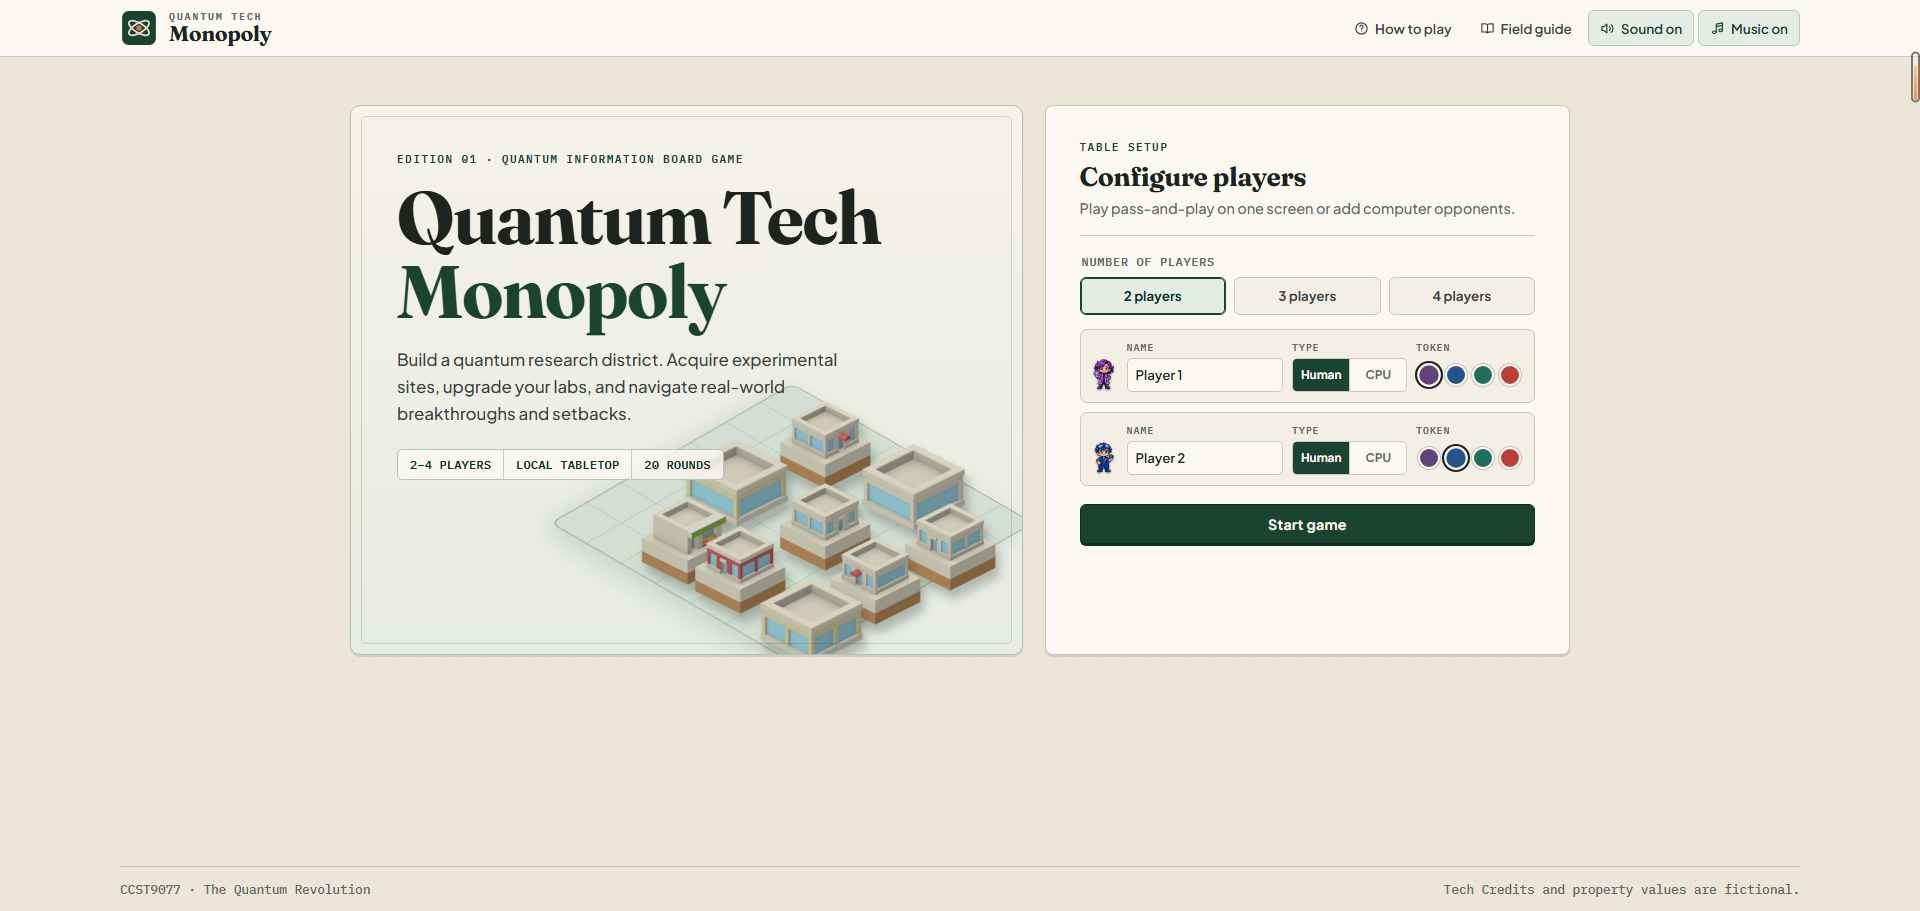 QUANTUM TECH
Monopoly
How to play
Field guide
Sound on
Music on
EDITION 01 · QUANTUM INFORMATION BOARD GAME
Quantum Tech
Monopoly
Build a quantum research district. Acquire experimental
sites, upgrade your labs, and navigate real-world
breakthroughs and setbacks.
2–4 PLAYERS
LOCAL TABLETOP
20 ROUNDS
TABLE SETUP
Configure players
Play pass-and-play on one screen or add computer opponents.
NUMBER OF PLAYERS
2 players
3 players
4 players
NAME
TYPE
TOKEN
Player 1
Human
CPU
NAME
TYPE
TOKEN
Player 2
Human
CPU
Start game
CCST9077 · The Quantum Revolution
Tech Credits and property values are fictional.